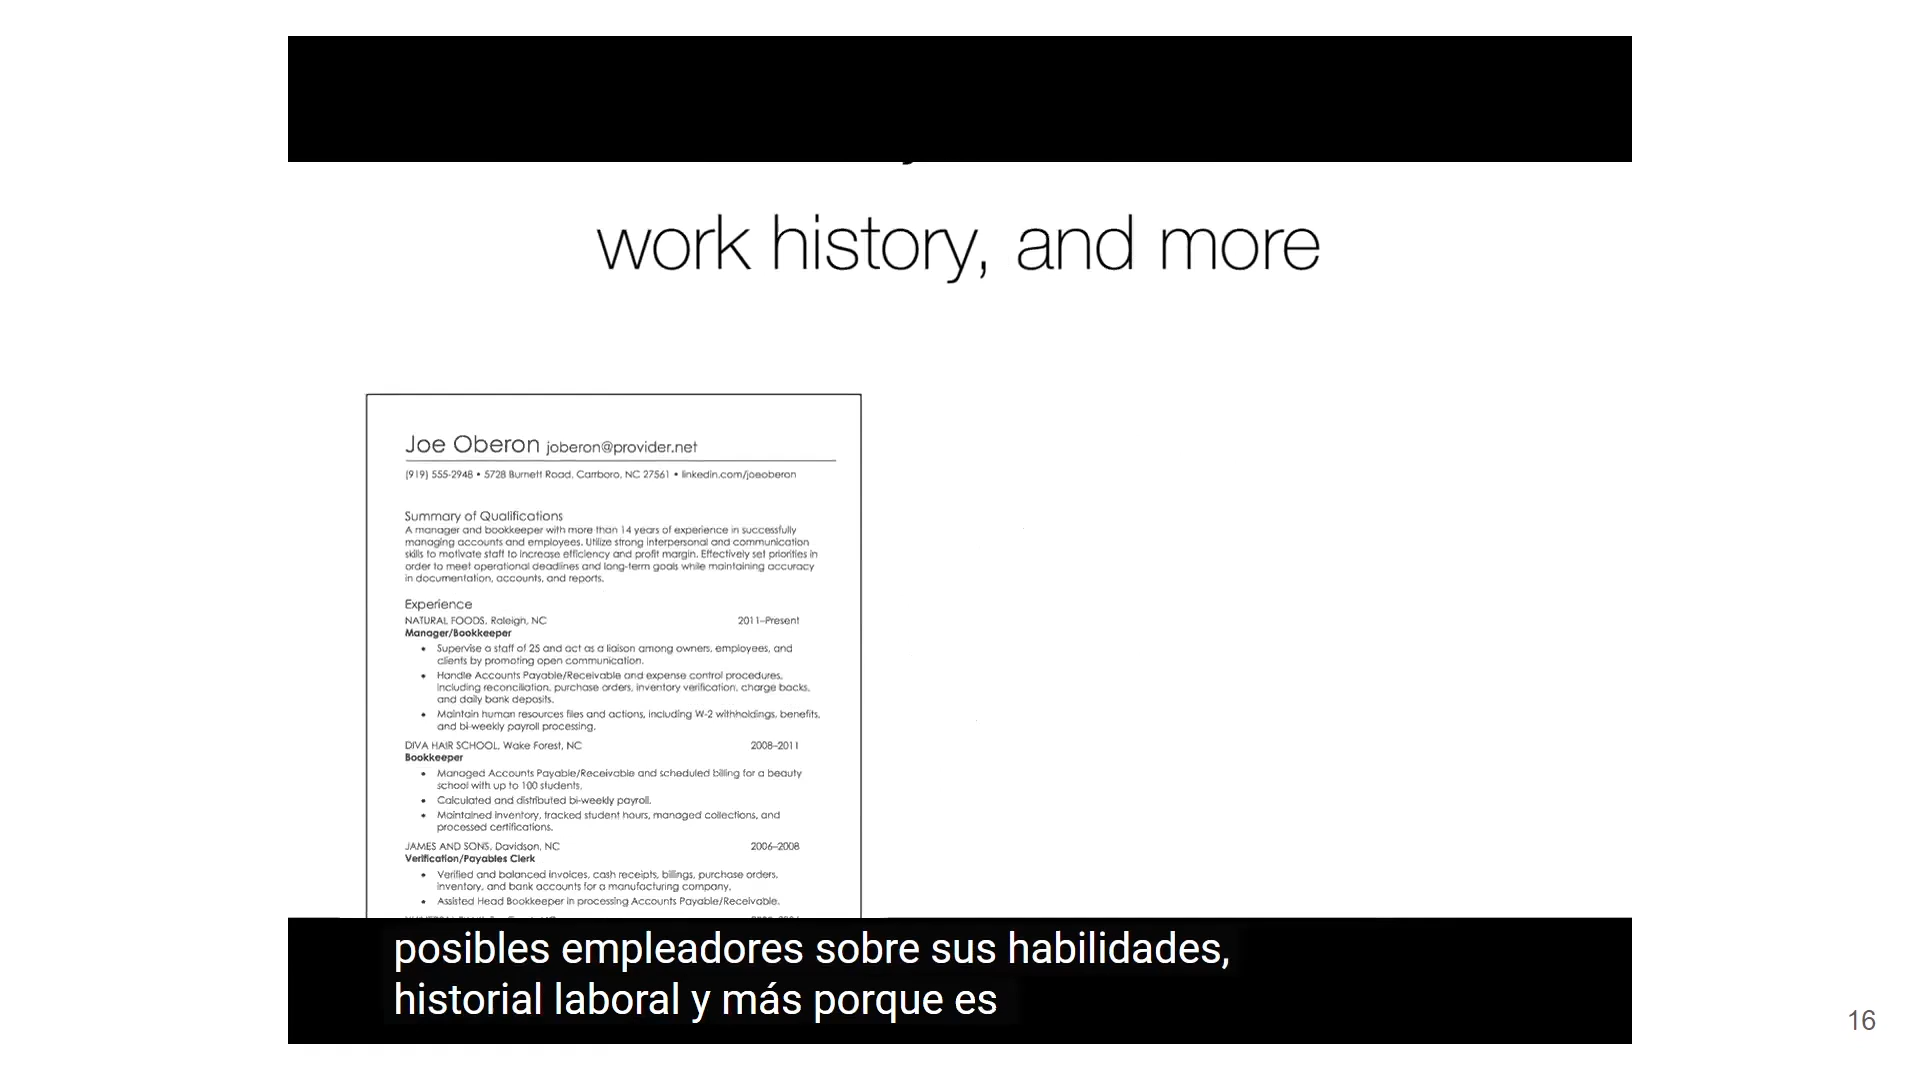 work history, and more
Joe Oberon joberon@provider.net
(919) 555-2948 • 5728 Burnett Road, Carrboro, NC 27561 • linkedin.com/joeoberon
Summary of Qualifications
A manager and bookkeeper with more than 14 years of experience in successfully
managing accounts and employees. Utilize strong interpersonal and communication
skills to motivate staff to increase efficiency and profit margin. Effectively set priorities in
order to meet operational deadlines and long-term goals while maintaining accuracy
in documentation, accounts, and reports.
Experience
NATURAL FOODS, Raleigh, NC 2011–Present
Manager/Bookkeeper
• Supervise a staff of 25 and act as a liaison among owners, employees, and
clients by promoting open communication.
• Handle Accounts Payable/Receivable and expense control procedures,
including reconciliation, purchase orders, inventory verification, charge backs,
and daily bank deposits.
• Maintain human resources files and actions, including W-2 withholdings, benefits,
and bi-weekly payroll processing.
DIVA HAIR SCHOOL, Wake Forest, NC 2008–2011
Bookkeeper
• Managed Accounts Payable/Receivable and scheduled billing for a beauty
school with up to 100 students.
• Calculated and distributed bi-weekly payroll.
• Maintained inventory, tracked student hours, managed collections, and
processed certifications.
JAMES AND SONS, Davidson, NC 2006–2008
Verification/Payables Clerk
• Verified and balanced invoices, cash receipts, billings, purchase orders,
inventory, and bank accounts for a manufacturing company.
• Assisted Head Bookkeeper in processing Accounts Payable/Receivable.
posibles empleadores sobre sus habilidades,
historial laboral y más porque es
16